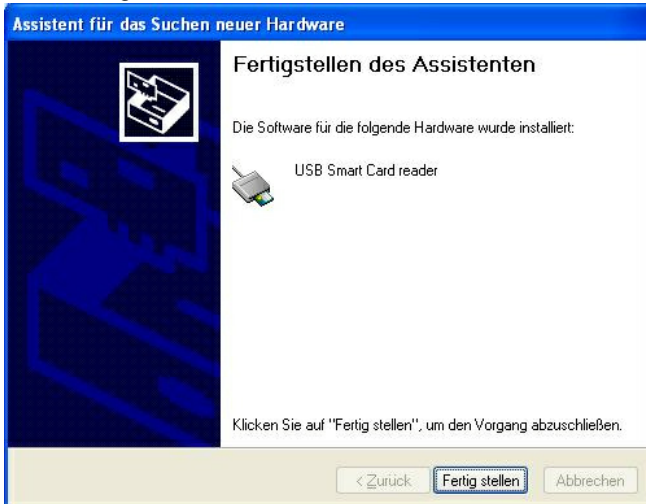 Assistent für das Suchen neuer Hardware
Fertigstellen des Assistenten
Die Software für die folgende Hardware wurde installiert:
USB Smart Card reader
Klicken Sie auf "Fertig stellen", um den Vorgang abzuschließen.
< Zurück Fertig stellen Abbrechen